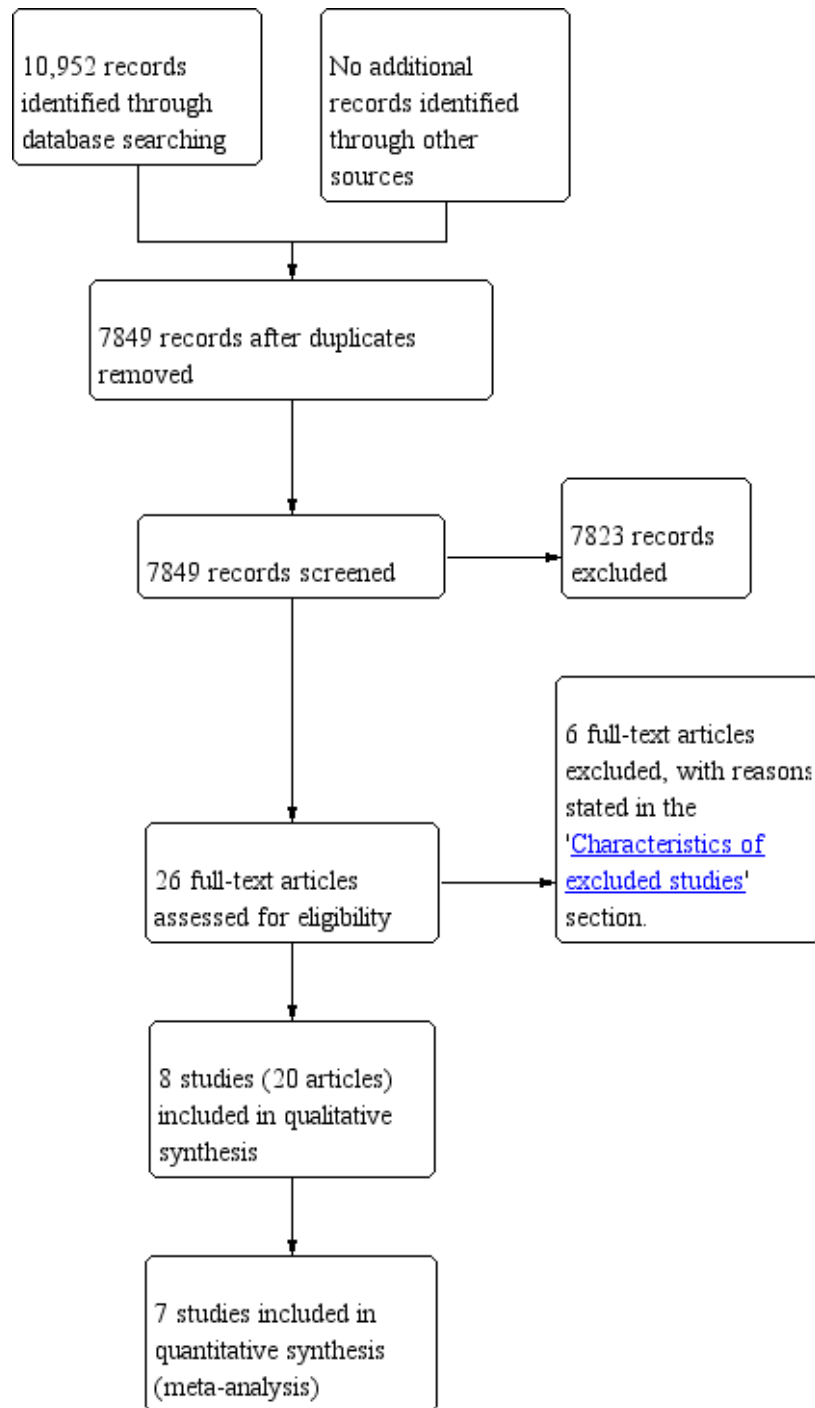 10,952 records
identified through
database searching
No additional
records identified
through other
sources
7849 records after duplicates
removed
7849 records screened
7823 records
excluded
26 full-text articles
assessed for eligibility
6 full-text articles
excluded, with reasons
stated in the
'Characteristics of
excluded studies'
section.
8 studies (20 articles)
included in qualitative
synthesis
7 studies included in
quantitative synthesis
(meta-analysis)